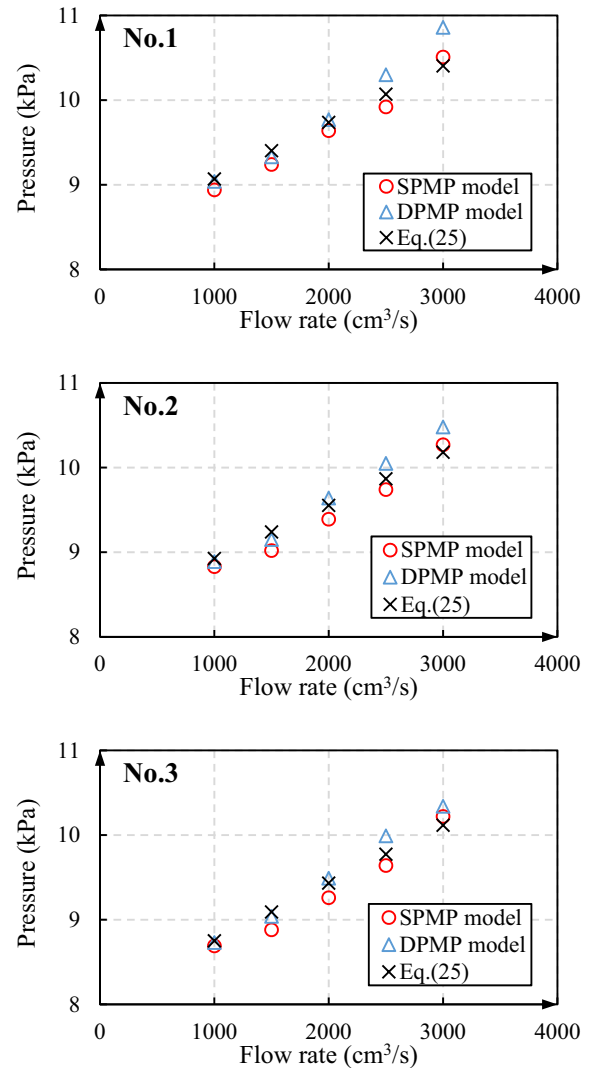 No.1
Pressure (kPa)
11
10
9
8
SPMP model
DPMP model
Eq.(25)
0 1000 2000 3000 4000
Flow rate (cm³/s)
No.2
Pressure (kPa)
11
10
9
8
SPMP model
DPMP model
Eq.(25)
0 1000 2000 3000 4000
Flow rate (cm³/s)
No.3
Pressure (kPa)
11
10
9
8
SPMP model
DPMP model
Eq.(25)
0 1000 2000 3000 4000
Flow rate (cm³/s)